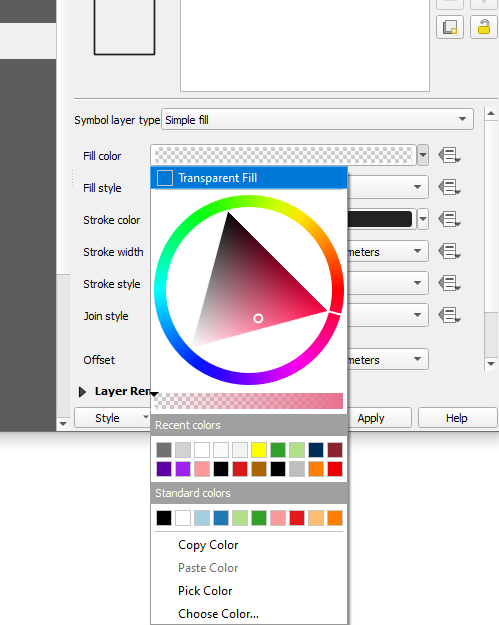 Symbol layer type Simple fill
Fill color
Transparent Fill
Fill style
Stroke color
Stroke width
meters
Stroke style
Join style
Offset
meters
Layer Ren
Style
Apply
Help
Recent colors
Standard colors
Copy Color
Paste Color
Pick Color
Choose Color...